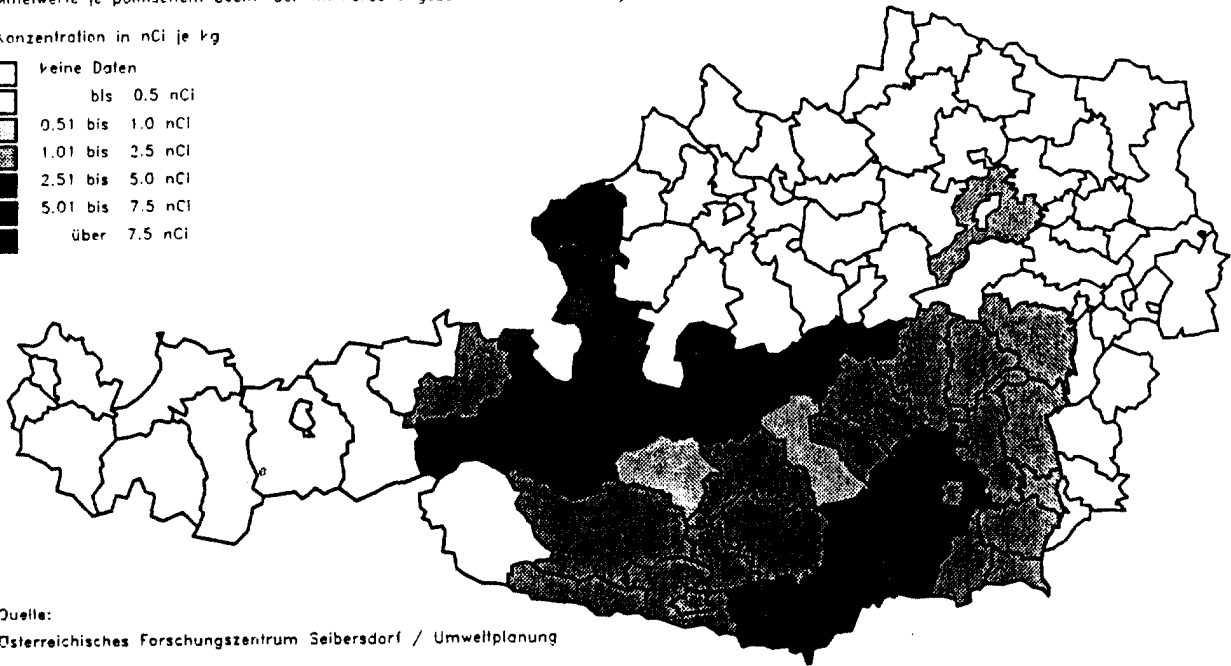 Konzentration in nCi je kg
keine Daten
bis 0.5 nCi
0.51 bis 1.0 nCi
1.01 bis 2.5 nCi
2.51 bis 5.0 nCi
5.01 bis 7.5 nCi
über 7.5 nCi
Quelle:
Österreichisches Forschungszentrum Seibersdorf / Umweltplanung